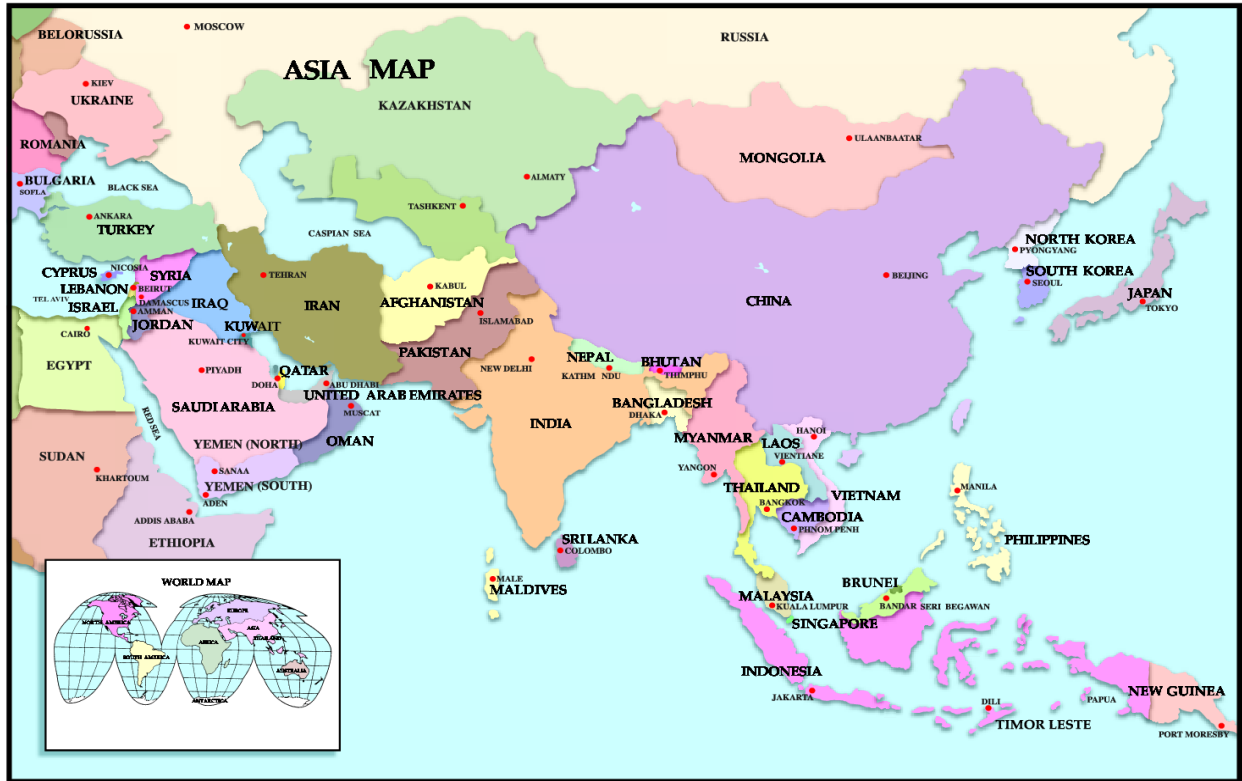 BELORUSSIA
MOSCOW
RUSSIA
ASIA MAP
KIEV
UKRAINE
KAZAKHSTAN
ROMANIA
ULAANBAATAR
MONGOLIA
BULGARIA
SOFLA
BLACK SEA
ALMATY
TASHKENT
ANKARA
TURKEY
CASPIAN SEA
NORTH KOREA
PYONGYANG
CYPRUS
NICOSIA
SYRIA
TEHRAN
BEIJING
SOUTH KOREA
SEOUL
LEBANON
BEIRUT
KABUL
AFGHANISTAN
CHINA
JAPAN
TOKYO
TEL AVIV
ISRAEL
DAMASCUS
AMMAN
IRAQ
IRAN
ISLAMABAD
JORDAN
KUWAIT
KUWAIT CITY
CAIRO
EGYPT
PAKISTAN
NEPAL
KATHM NDU
NEW DELHI
BHUTAN
THIMPHU
PIYADH
QATAR
DOHA
ABU DHABI
UNITED ARAB EMIRATES
SAUDI ARABIA
MUSCAT
BANGLADESH
DHAKA
RED SEA
INDIA
YEMEN (NORTH)
OMAN
MYANMAR
LAOS
HANOI
VIENTIANE
SUDAN
KHARTOUM
SANAA
YEMEN (SOUTH)
ADEN
YANGON
THAILAND
BANGKOK
VIETNAM
MANILA
ADDIS ABABA
ETHIOPIA
CAMBODIA
PHNOM PENH
PHILIPPINES
SRI LANKA
COLOMBO
MALE
MALDIVES
BRUNEI
BANDAR SERI BEGAWAN
MALAYSIA
KUALA LUMPUR
SINGAPORE
INDONESIA
JAKARTA
DILI
TIMOR LESTE
PAPUA
NEW GUINEA
PORT MORESBY
WORLD MAP
NORTH AMERICA
EUROPE
ASIA
THAILAND
AFRICA
SOUTH AMERICA
AUSTRALIA
ANTARCTICA